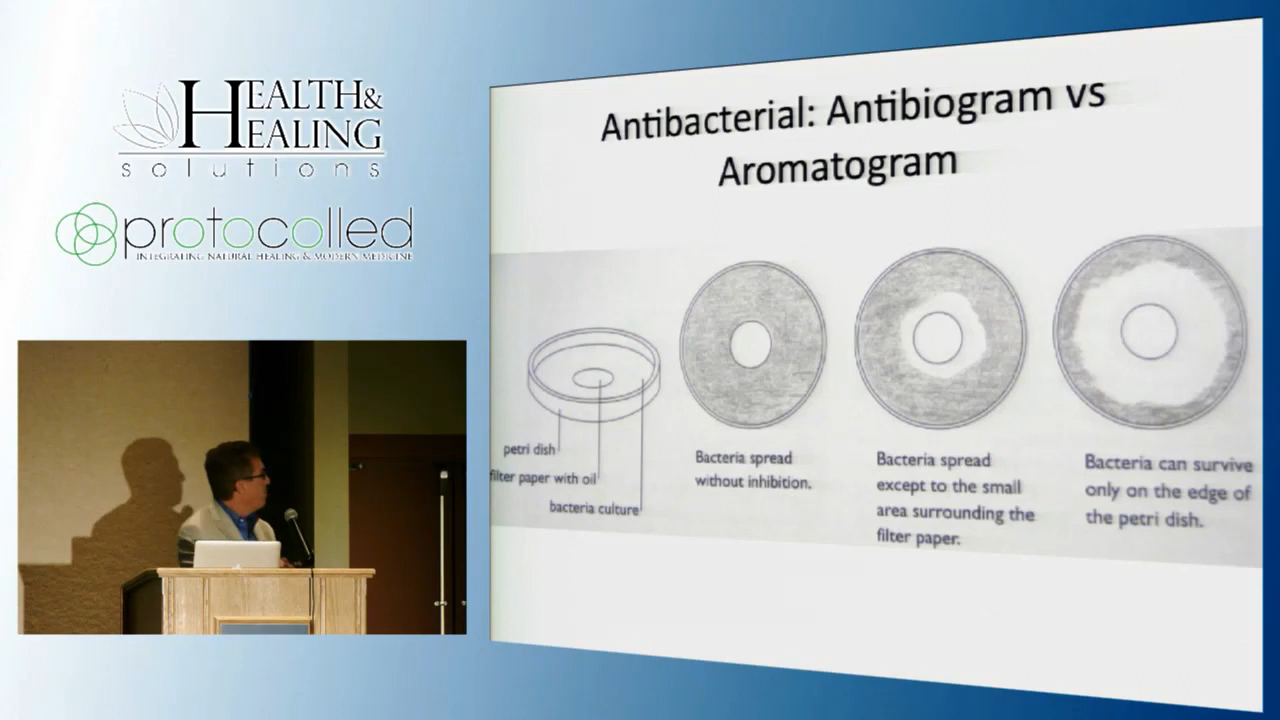 HEALTH&
HEALING
solutions
protocolled
INTEGRATING NATURAL HEALING & MODERN MEDICINE
Antibacterial: Antibiogram vs
Aromatogram
petri dish
filter paper with oil
bacteria culture
Bacteria spread
without inhibition.
Bacteria spread
except to the small
area surrounding the
filter paper.
Bacteria can survive
only on the edge of
the petri dish.